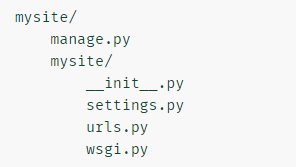 mysite/
    manage.py
    mysite/
        __init__.py
        settings.py
        urls.py
        wsgi.py